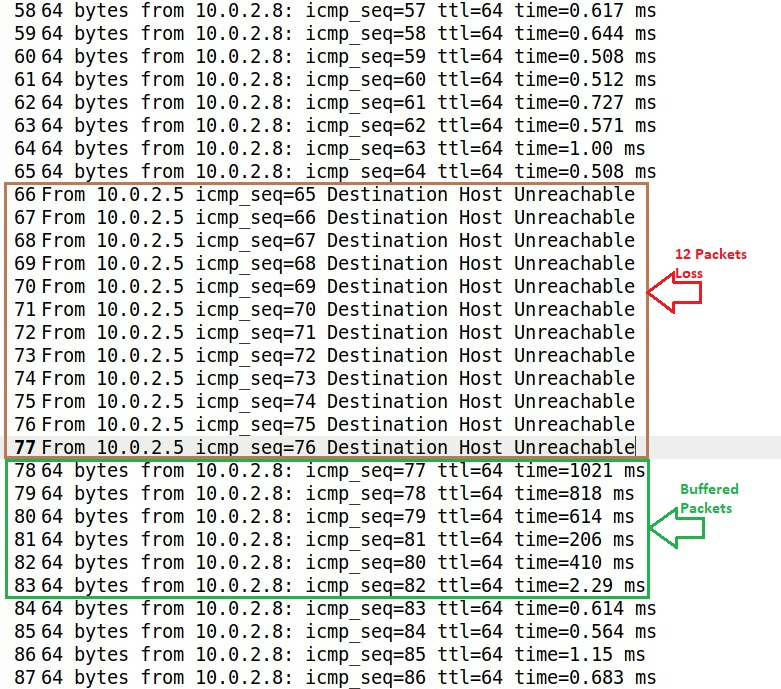 58 64 bytes from 10.0.2.8: icmp_seq=57 ttl=64 time=0.617 ms
59 64 bytes from 10.0.2.8: icmp_seq=58 ttl=64 time=0.644 ms
60 64 bytes from 10.0.2.8: icmp_seq=59 ttl=64 time=0.508 ms
61 64 bytes from 10.0.2.8: icmp_seq=60 ttl=64 time=0.512 ms
62 64 bytes from 10.0.2.8: icmp_seq=61 ttl=64 time=0.727 ms
63 64 bytes from 10.0.2.8: icmp_seq=62 ttl=64 time=0.571 ms
64 64 bytes from 10.0.2.8: icmp_seq=63 ttl=64 time=1.00 ms
65 64 bytes from 10.0.2.8: icmp_seq=64 ttl=64 time=0.508 ms
66 From 10.0.2.5 icmp_seq=65 Destination Host Unreachable
67 From 10.0.2.5 icmp_seq=66 Destination Host Unreachable
68 From 10.0.2.5 icmp_seq=67 Destination Host Unreachable
69 From 10.0.2.5 icmp_seq=68 Destination Host Unreachable
70 From 10.0.2.5 icmp_seq=69 Destination Host Unreachable
71 From 10.0.2.5 icmp_seq=70 Destination Host Unreachable
72 From 10.0.2.5 icmp_seq=71 Destination Host Unreachable
73 From 10.0.2.5 icmp_seq=72 Destination Host Unreachable
74 From 10.0.2.5 icmp_seq=73 Destination Host Unreachable
75 From 10.0.2.5 icmp_seq=74 Destination Host Unreachable
76 From 10.0.2.5 icmp_seq=75 Destination Host Unreachable
77 From 10.0.2.5 icmp_seq=76 Destination Host Unreachable
12 Packets
Loss
78 64 bytes from 10.0.2.8: icmp_seq=77 ttl=64 time=1021 ms
79 64 bytes from 10.0.2.8: icmp_seq=78 ttl=64 time=818 ms
80 64 bytes from 10.0.2.8: icmp_seq=79 ttl=64 time=614 ms
81 64 bytes from 10.0.2.8: icmp_seq=81 ttl=64 time=206 ms
82 64 bytes from 10.0.2.8: icmp_seq=80 ttl=64 time=410 ms
83 64 bytes from 10.0.2.8: icmp_seq=82 ttl=64 time=2.29 ms
Buffered
Packets
84 64 bytes from 10.0.2.8: icmp_seq=83 ttl=64 time=0.614 ms
85 64 bytes from 10.0.2.8: icmp_seq=84 ttl=64 time=0.564 ms
86 64 bytes from 10.0.2.8: icmp_seq=85 ttl=64 time=1.15 ms
87 64 bytes from 10.0.2.8: icmp_seq=86 ttl=64 time=0.683 ms